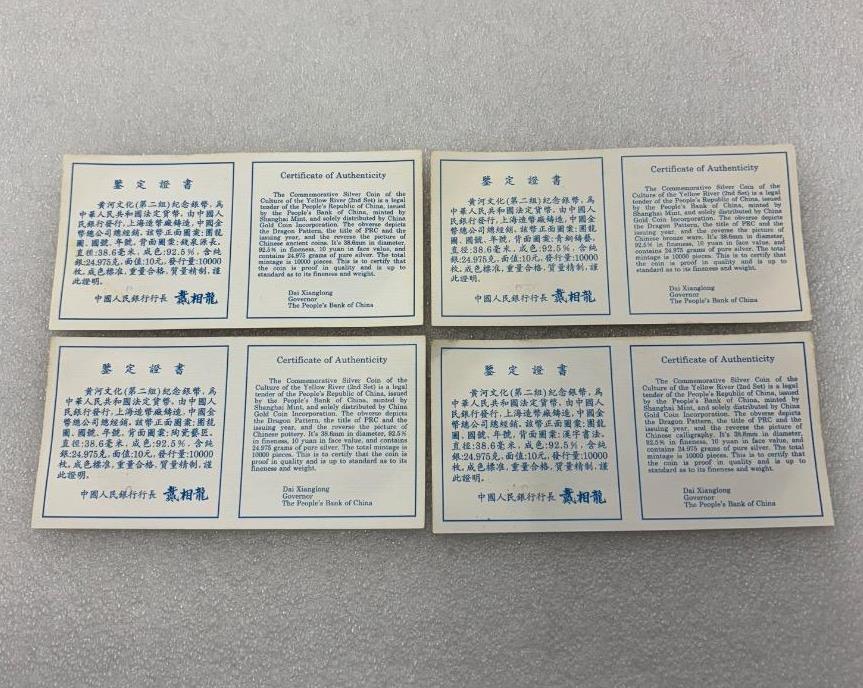 鑒定證書
黃河文化(第二組)紀念銀幣，爲
中華人民共和國法定貨幣，由中國人
民銀行發行，上海造幣廠鑄造，中國金
幣總公司總經銷。該幣正面圖案:團龍
圖、國號、年號，背面圖案:錢泉源長。
直徑:38.6毫米，成色:92.5%，含純
銀:24.975克，面值:10元，發行量:10000
枚。成色標准，重量合格，質量精制，謹
此證明。
中國人民銀行行長 戴相龍
Certificate of Authenticity
The Commemorative Silver Coin of the
Culture of the Yellow River (2nd Set) is a legal
tender of the People's Republic of China, issued
by the People's Bank of China, minted by
Shanghai Mint, and solely distributed by China
Gold Coin Incorporation. The obverse depicts
the Dragon Pattern, the title of PRC and the
issuing year, and the reverse the picture of
Chinese ancient coins. It's 38.6mm in diameter,
92.5% in fineness, 10 yuan in face value, and
contains 24.975 grams of pure silver. The total
mintage is 10000 pieces. This is to certify that
the coin is proof in quality and is up to
standard as to its fineness and weight.
Dai Xianglong
Governor
The People's Bank of China
鑒定證書
黃河文化(第二組)紀念銀幣，爲
中華人民共和國法定貨幣，由中國人
民銀行發行，上海造幣廠鑄造，中國金
幣總公司總經銷。該幣正面圖案:團龍
圖、國號、年號，背面圖案:青銅鑄藝。
直徑:38.6毫米，成色:92.5%，含純
銀:24.975克，面值:10元，發行量:10000
枚。成色標准，重量合格，質量精制，謹
此證明。
中國人民銀行行長 戴相龍
Certificate of Authenticity
The Commemorative Silver Coin of the
Culture of the Yellow River (2nd Set) is a legal
tender of the People's Republic of China, issued
by the People's Bank of China, minted by
Shanghai Mint, and solely distributed by China
Gold Coin Incorporation. The obverse depicts
the Dragon Pattern, the title of PRC and the
issuing year, and the reverse the picture of
Chinese bronze ware. It's 38.6mm in diameter,
92.5% in fineness, 10 yuan in face value, and
contains 24.975 grams of pure silver. The total
mintage is 10000 pieces. This is to certify that
the coin is proof in quality and is up to
standard as to its fineness and weight.
Dai Xianglong
Governor
The People's Bank of China
鑒定證書
黃河文化(第二組)紀念銀幣，爲
中華人民共和國法定貨幣，由中國人
民銀行發行，上海造幣廠鑄造，中國金
幣總公司總經銷。該幣正面圖案:團龍
圖、國號、年號，背面圖案:陶瓷藝匠。
直徑:38.6毫米，成色:92.5%，含純
銀:24.975克，面值:10元，發行量:10000
枚。成色標准，重量合格，質量精制，謹
此證明。
中國人民銀行行長 戴相龍
Certificate of Authenticity
The Commemorative Silver Coin of the
Culture of the Yellow River (2nd Set) is a legal
tender of the People's Republic of China, issued
by the People's Bank of China, minted by
Shanghai Mint, and solely distributed by China
Gold Coin Incorporation. The obverse depicts
the Dragon Pattern, the title of PRC and the
issuing year, and the reverse the picture of
Chinese pottery. It's 38.6mm in diameter, 92.5%
in fineness, 10 yuan in face value, and contains
24.975 grams of pure silver. The total mintage is
10000 pieces. This is to certify that the coin is
proof in quality and is up to standard as to its
fineness and weight.
Dai Xianglong
Governor
The People's Bank of China
鑒定證書
黃河文化(第二組)紀念銀幣，爲
中華人民共和國法定貨幣，由中國人
民銀行發行，上海造幣廠鑄造，中國金
幣總公司總經銷。該幣正面圖案:團龍
圖、國號、年號，背面圖案:漢字書法。
直徑:38.6毫米，成色:92.5%，含純
銀:24.975克，面值:10元，發行量:10000
枚。成色標准，重量合格，質量精制，謹
此證明。
中國人民銀行行長 戴相龍
Certificate of Authenticity
The Commemorative Silver Coin of the
Culture of the Yellow River (2nd Set) is a legal
tender of the People's Republic of China, issued
by the People's Bank of China, minted by
Shanghai Mint, and solely distributed by China
Gold Coin Incorporation. The obverse depicts
the Dragon Pattern, the title of PRC and the
issuing year, and the reverse the picture of
Chinese calligraphy. It's 38.6mm in diameter,
92.5% in fineness, 10 yuan in face value, and
contains 24.975 grams of pure silver. The total
mintage is 10000 pieces. This is to certify that
the coin is proof in quality and is up to
standard as to its fineness and weight.
Dai Xianglong
Governor
The People's Bank of China